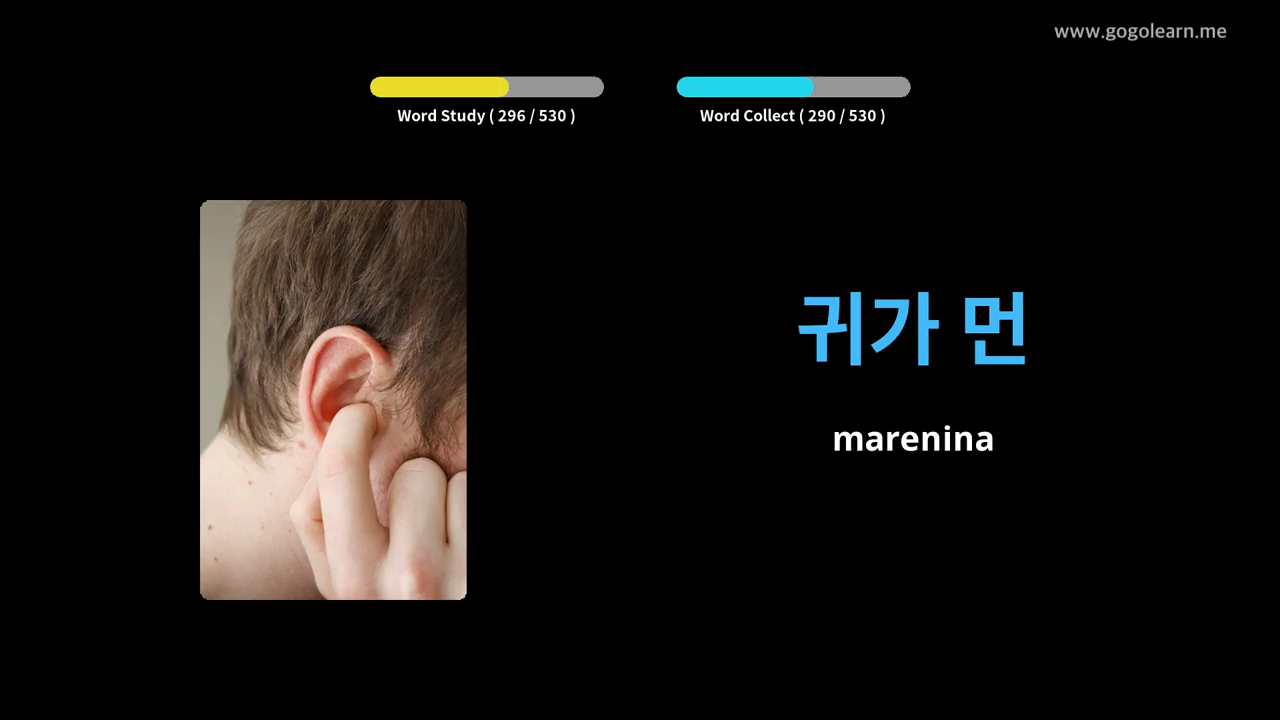 www.gogolearn.me
Word Study ( 296 / 530 )
Word Collect ( 290 / 530 )
귀가 먼
marenina